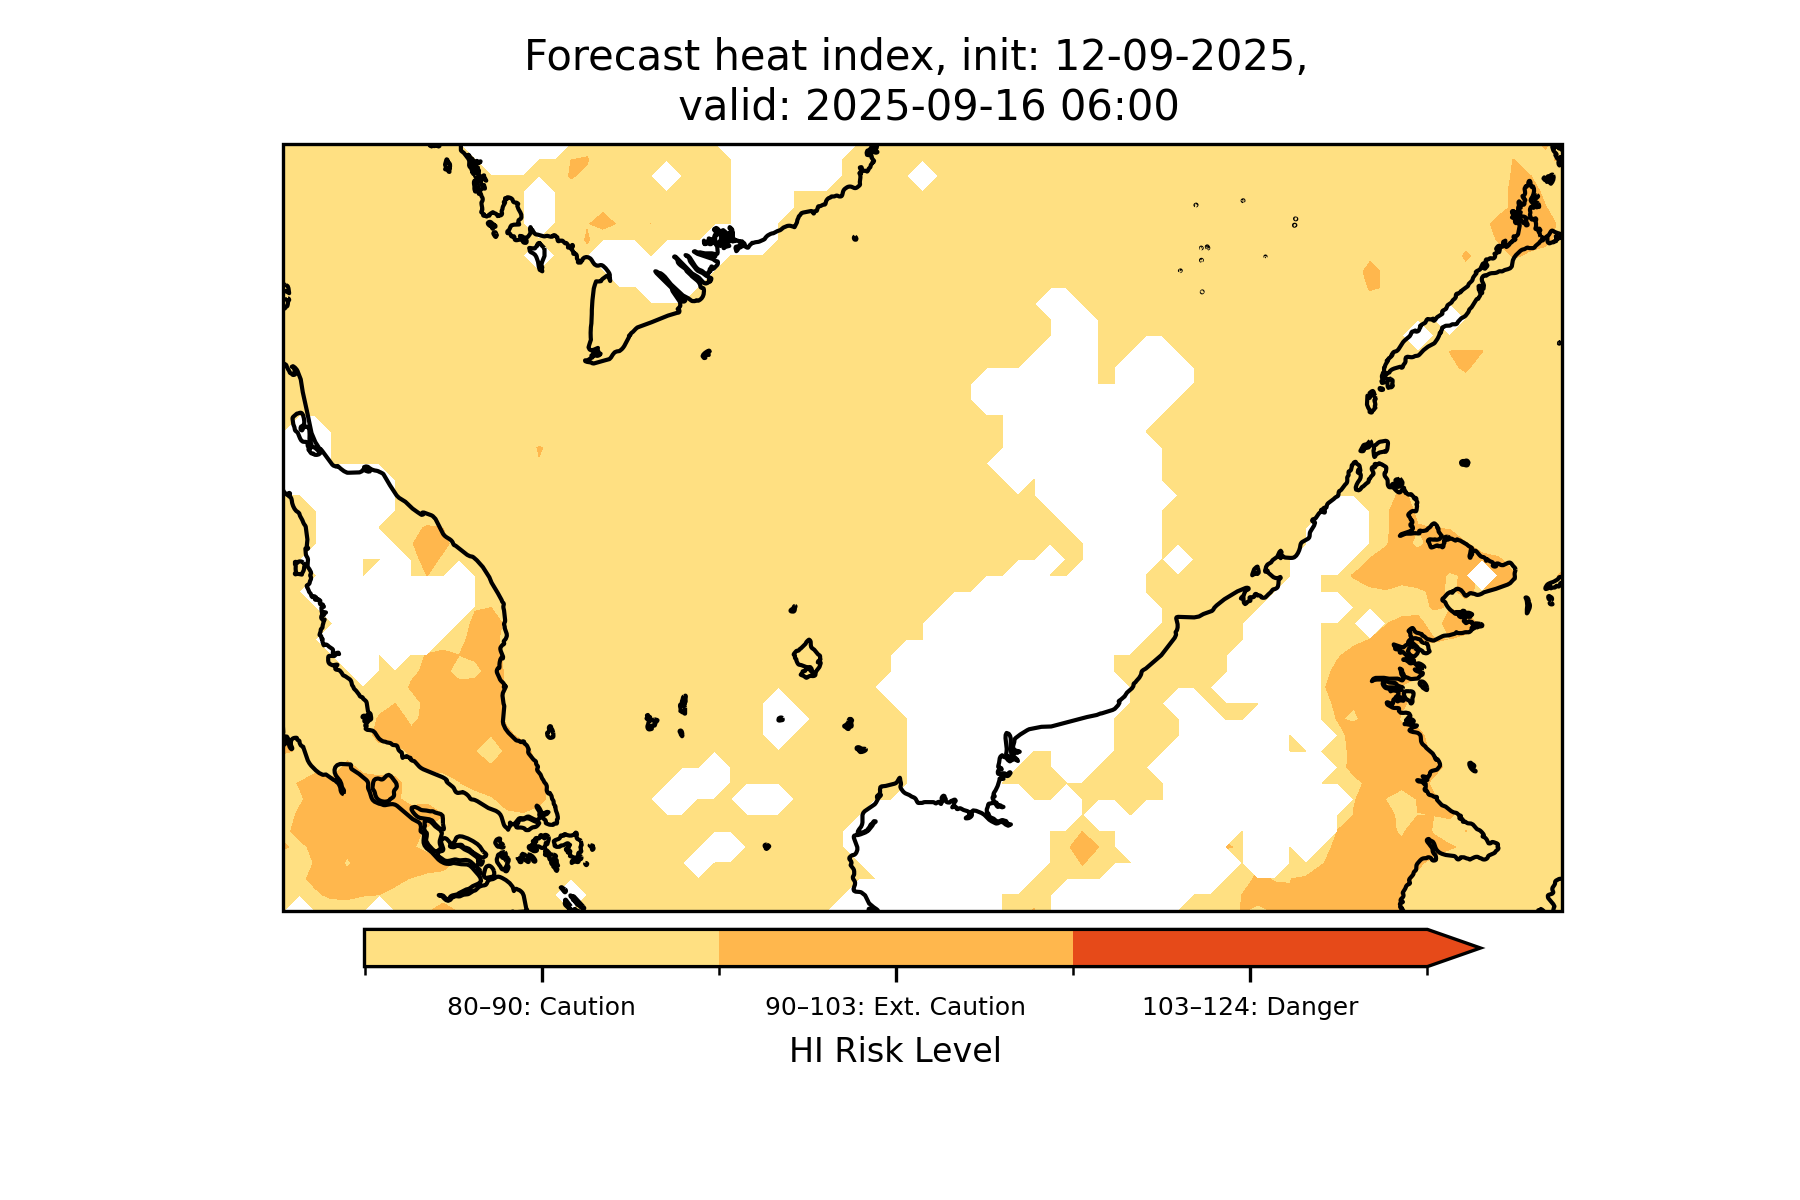 Forecast heat index, init: 12-09-2025,
valid: 2025-09-16 06:00
80–90: Caution
90–103: Ext. Caution
103–124: Danger
HI Risk Level